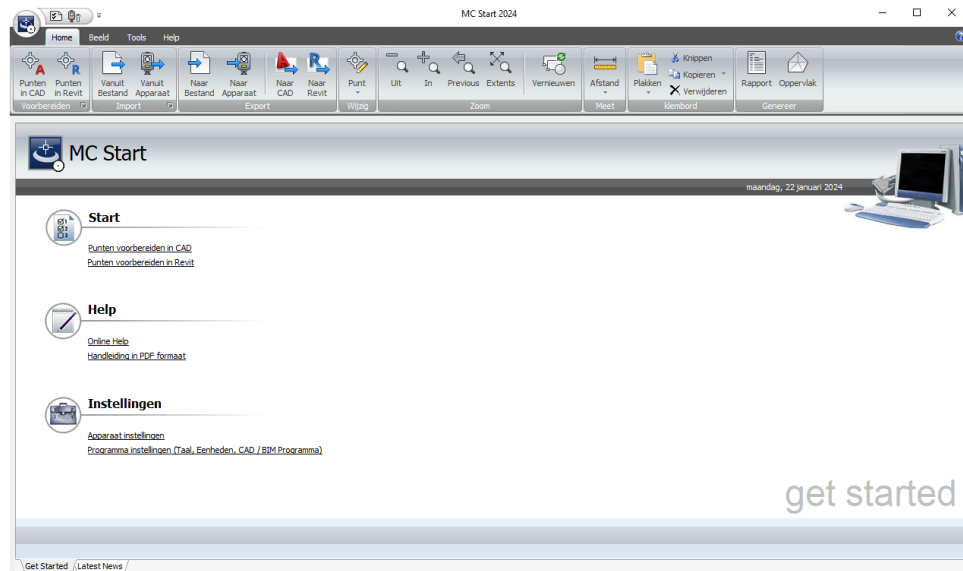 MC Start 2024
Home Beeld Tools Help
Punten in CAD
Punten in Revit
Vanuit Bestand
Vanuit Apparaat
Naar Bestand
Naar Apparaat
Naar CAD
Naar Revit
Punt
Uit
In
Previous
Extents
Vernieuwen
Afstand
Plakken
Knippen
Kopieren
Verwijderen
Rapport
Oppervlak
Voorbereiden Import Export Wijzig Zoom Meet klembord Genereer
MC Start
maandag, 22 januari 2024
Start
Punten voorbereiden in CAD
Punten voorbereiden in Revit
Help
Online Help
Handleiding in PDF formaat
Instellingen
Apparaat instellingen
Programma instellingen (Taal, Eenheden, CAD / BIM Programma)
get started
Get Started Latest News